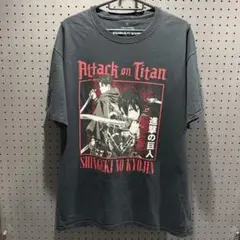 Attack on Titan
進撃の巨人
SHINGEKI NO KYOJIN